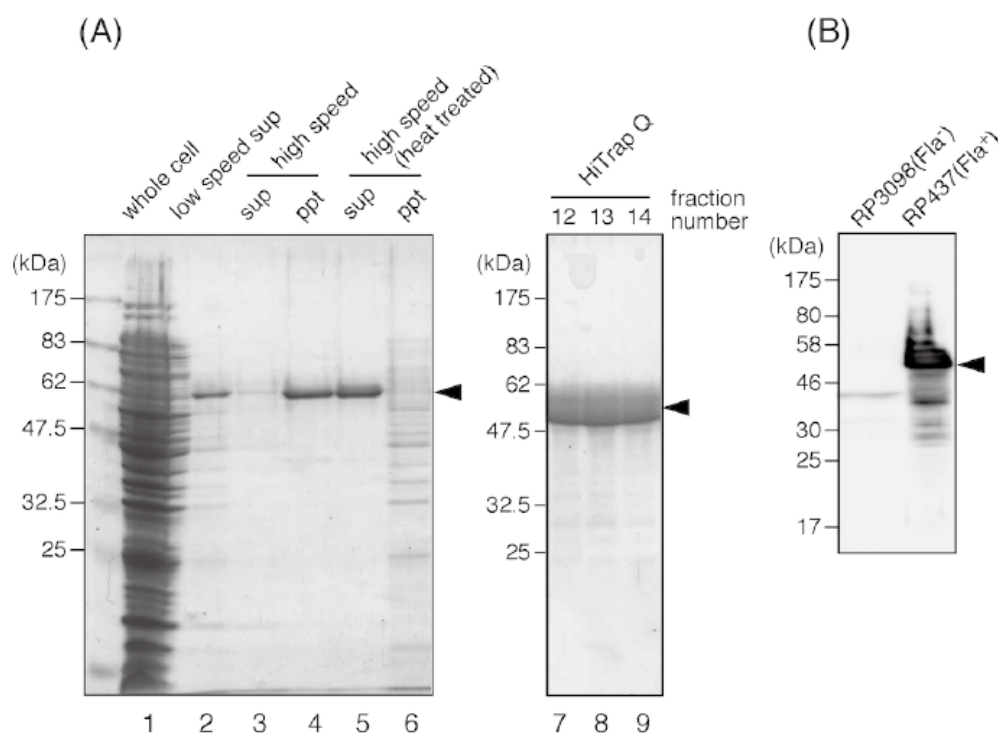 (A)
whole cell
low speed sup
high speed
sup
ppt
high speed
(heat treated)
sup
ppt
(kDa)
175
83
62
47.5
32.5
25
1 2 3 4 5 6
HiTrap Q
12 13 14
fraction
number
175
83
62
47.5
32.5
25
7 8 9
(B)
RP3098(Fla⁻)
RP437(Fla⁺)
(kDa)
175
80
58
46
30
25
17